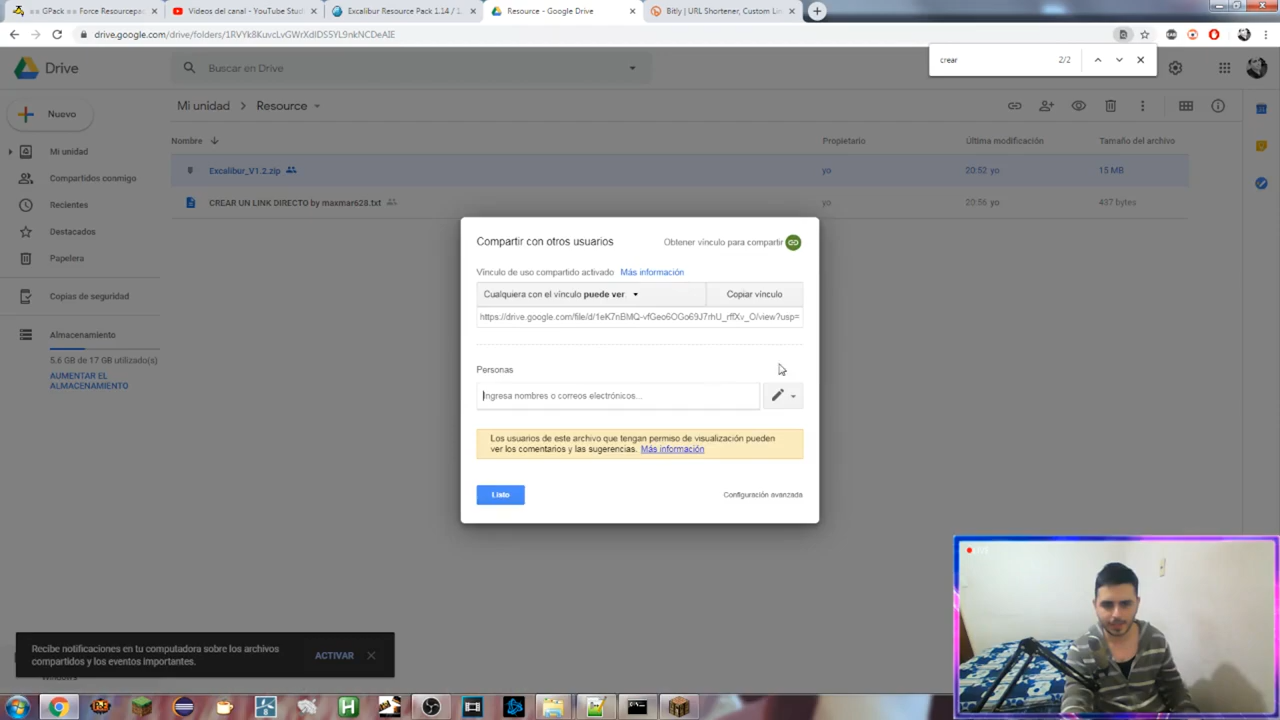 == GPack == Force Resourcepac
Videos del canal - YouTube Stud
Excalibur Resource Pack 1.14 / 1.
Resource - Google Drive
Bitly | URL Shortener, Custom Lin
drive.google.com/drive/folders/1RVYk8KuvcLvGWrXdIDS5YL9nkNCDeAIE
crear
2/2
Drive
Buscar en Drive
Nuevo
Mi unidad > Resource
Nombre
Propietario
Última modificación
Tamaño del archivo
Mi unidad
Compartidos conmigo
Recientes
Destacados
Papelera
Copias de seguridad
Almacenamiento
5.6 GB de 17 GB utilizado(s)
AUMENTAR EL
ALMACENAMIENTO
Excalibur_V1.2.zip
yo
20:52 yo
15 MB
CREAR UN LINK DIRECTO by maxmar628.txt
yo
20:56 yo
437 bytes
Compartir con otros usuarios
Obtener vínculo para compartir
Vínculo de uso compartido activado Más información
Cualquiera con el vínculo puede ver
Copiar vínculo
https://drive.google.com/file/d/1eK7nBMQ-vfGeo6OGo69J7rhU_rffXv_O/view?usp=
Personas
Ingresa nombres o correos electrónicos...
Los usuarios de este archivo que tengan permiso de visualización pueden
ver los comentarios y las sugerencias. Más información
Listo
Configuración avanzada
Recibe notificaciones en tu computadora sobre los archivos
compartidos y los eventos importantes.
ACTIVAR
Windows